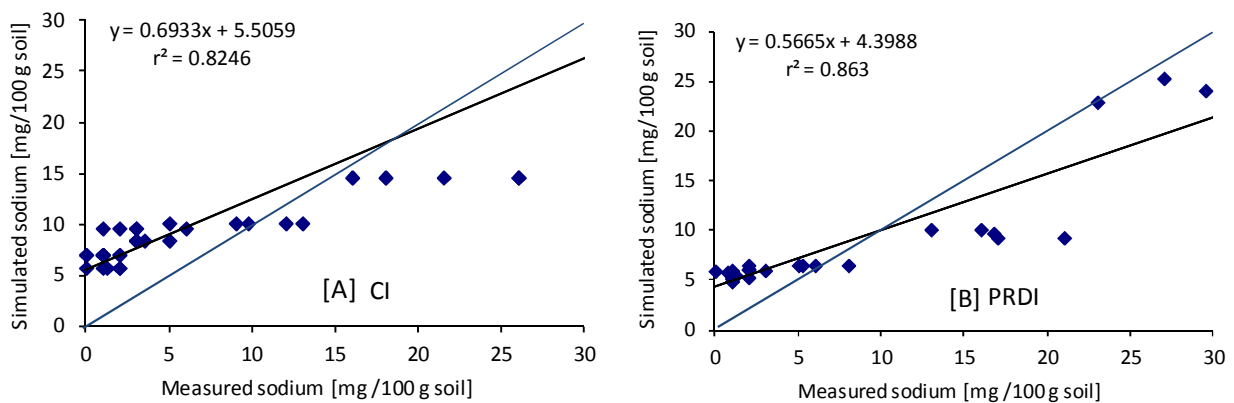 y = 0.6933x + 5.5059
r² = 0.8246
Simulated sodium [mg/100 g soil]
30
25
20
15
10
5
0
[A] CI
0 5 10 15 20 25 30
Measured sodium [mg /100 g soil]
y = 0.5665x + 4.3988
r² = 0.863
Simulated sodium [mg/100 g soil]
30
25
20
15
10
5
0
[B] PRDI
0 5 10 15 20 25 30
Measured sodium [mg /100 g soil]